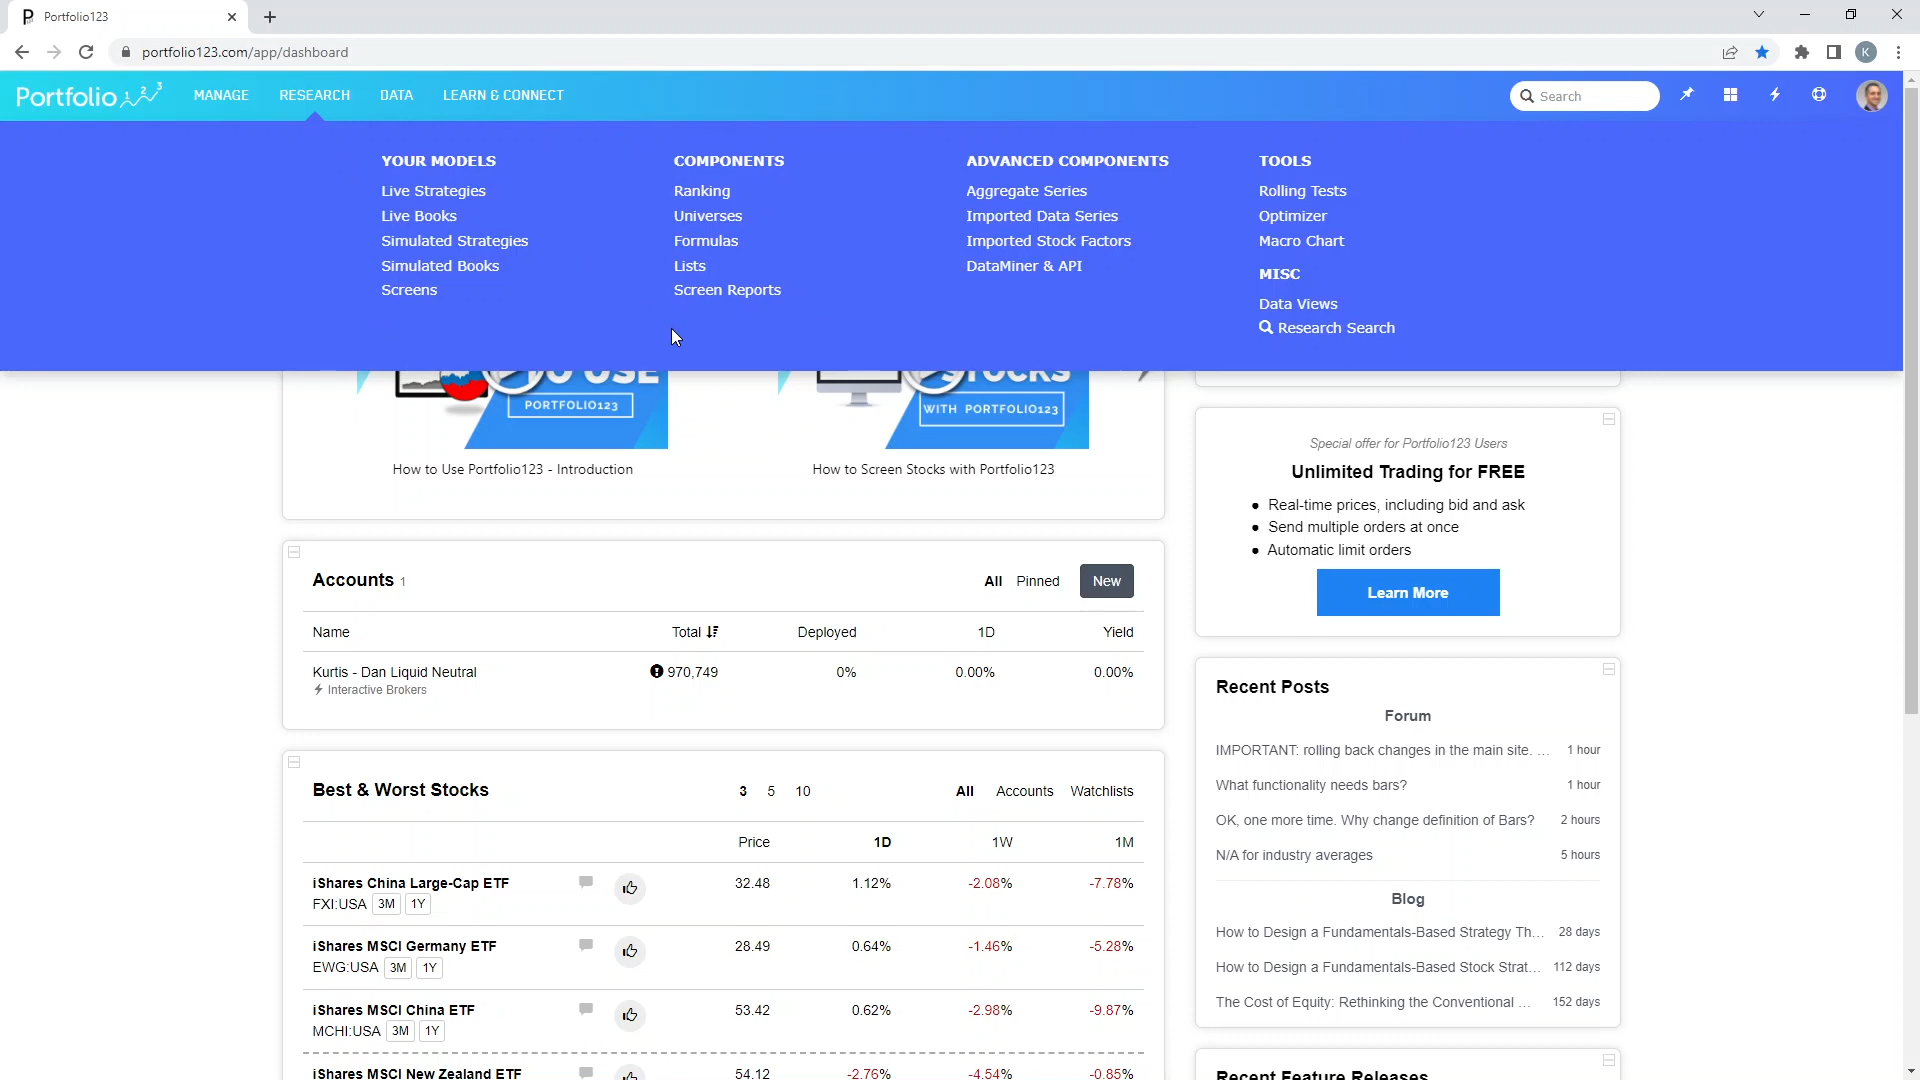 Portfolio123
portfolio123.com/app/dashboard
K
Portfolio 1 2 3
MANAGE RESEARCH DATA LEARN & CONNECT
Search
YOUR MODELS
Live Strategies
Live Books
Simulated Strategies
Simulated Books
Screens
COMPONENTS
Ranking
Universes
Formulas
Lists
Screen Reports
ADVANCED COMPONENTS
Aggregate Series
Imported Data Series
Imported Stock Factors
DataMiner & API
TOOLS
Rolling Tests
Optimizer
Macro Chart
MISC
Data Views
Research Search
PORTFOLIO123
How to Use Portfolio123 - Introduction
STOCKS
WITH PORTFOLIO123
How to Screen Stocks with Portfolio123
Accounts 1
All Pinned New
Name Total Deployed 1D Yield
Kurtis - Dan Liquid Neutral 970,749 0% 0.00% 0.00%
Interactive Brokers
Best & Worst Stocks 3 5 10 All Accounts Watchlists
Price 1D 1W 1M
iShares China Large-Cap ETF 32.48 1.12% -2.08% -7.78%
FXI:USA 3M 1Y
iShares MSCI Germany ETF 28.49 0.64% -1.46% -5.28%
EWG:USA 3M 1Y
iShares MSCI China ETF 53.42 0.62% -2.98% -9.87%
MCHI:USA 3M 1Y
iShares MSCI New Zealand ETF 54.12 -2.76% -4.54% -0.85%
Special offer for Portfolio123 Users
Unlimited Trading for FREE
Real-time prices, including bid and ask
Send multiple orders at once
Automatic limit orders
Learn More
Recent Posts
Forum
IMPORTANT: rolling back changes in the main site. ... 1 hour
What functionality needs bars? 1 hour
OK, one more time. Why change definition of Bars? 2 hours
N/A for industry averages 5 hours
Blog
How to Design a Fundamentals-Based Strategy Th... 28 days
How to Design a Fundamentals-Based Stock Strat... 112 days
The Cost of Equity: Rethinking the Conventional ... 152 days
Recent Feature Releases